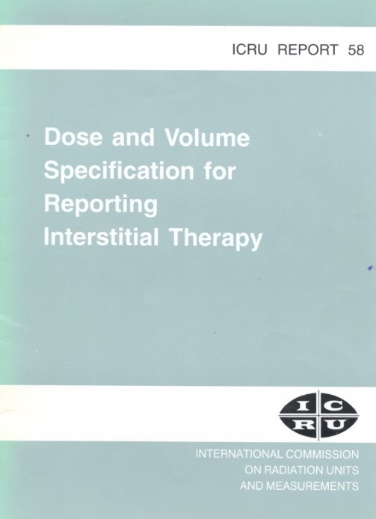 ICRU REPORT 58
Dose and Volume
Specification for
Reporting
Interstitial Therapy
I C
R U
INTERNATIONAL COMMISSION
ON RADIATION UNITS
AND MEASUREMENTS